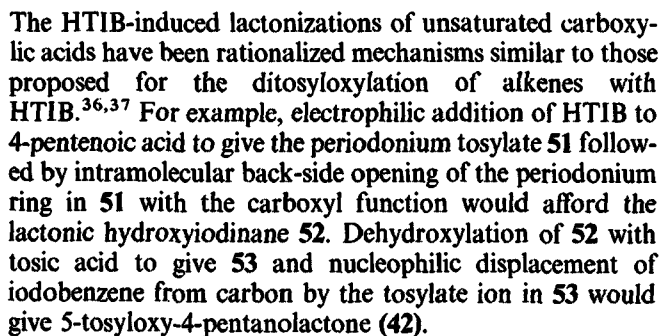 The HTIB-induced lactonizations of unsaturated carboxy-
lic acids have been rationalized mechanisms similar to those
proposed for the ditosyloxylation of alkenes with
HTIB.36,37 For example, electrophilic addition of HTIB to
4-pentenoic acid to give the periodonium tosylate 51 follow-
ed by intramolecular back-side opening of the periodonium
ring in 51 with the carboxyl function would afford the
lactonic hydroxyiodinane 52. Dehydroxylation of 52 with
tosic acid to give 53 and nucleophilic displacement of
iodobenzene from carbon by the tosylate ion in 53 would
give 5-tosyloxy-4-pentanolactone (42).